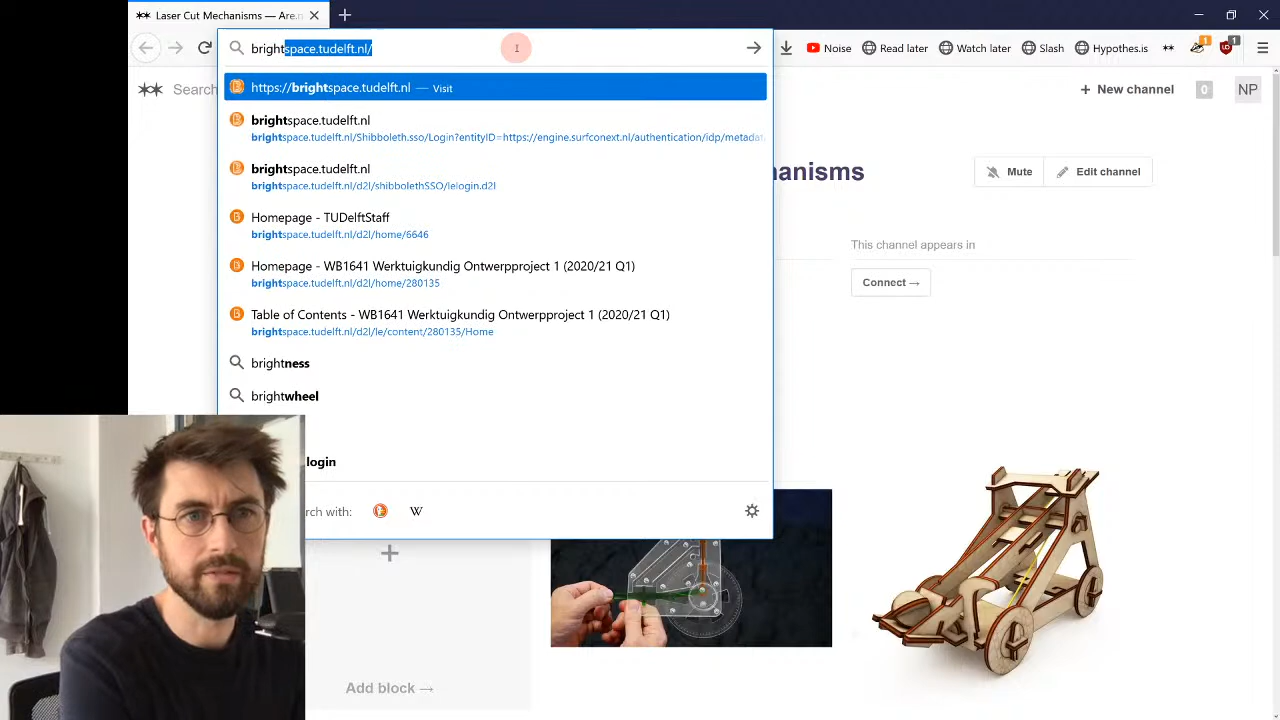 Laser Cut Mechanisms — Are.n
brightspace.tudelft.nl/
Noise
Read later
Watch later
Slash
Hypothes.is
1
1
https://brightspace.tudelft.nl — Visit
Search
+ New channel
0
NP
brightspace.tudelft.nl
brightspace.tudelft.nl/Shibboleth.sso/Login?entityID=https://engine.surfconext.nl/authentication/idp/metadat
anisms
Mute
Edit channel
brightspace.tudelft.nl
brightspace.tudelft.nl/d2l/shibbolethSSO/lelogin.d2l
Homepage - TUDelftStaff
brightspace.tudelft.nl/d2l/home/6646
This channel appears in
Homepage - WB1641 Werktuigkundig Ontwerpproject 1 (2020/21 Q1)
brightspace.tudelft.nl/d2l/home/280135
Connect →
Table of Contents - WB1641 Werktuigkundig Ontwerpproject 1 (2020/21 Q1)
brightspace.tudelft.nl/d2l/le/content/280135/Home
brightness
brightwheel
login
rch with:
W
Add block →